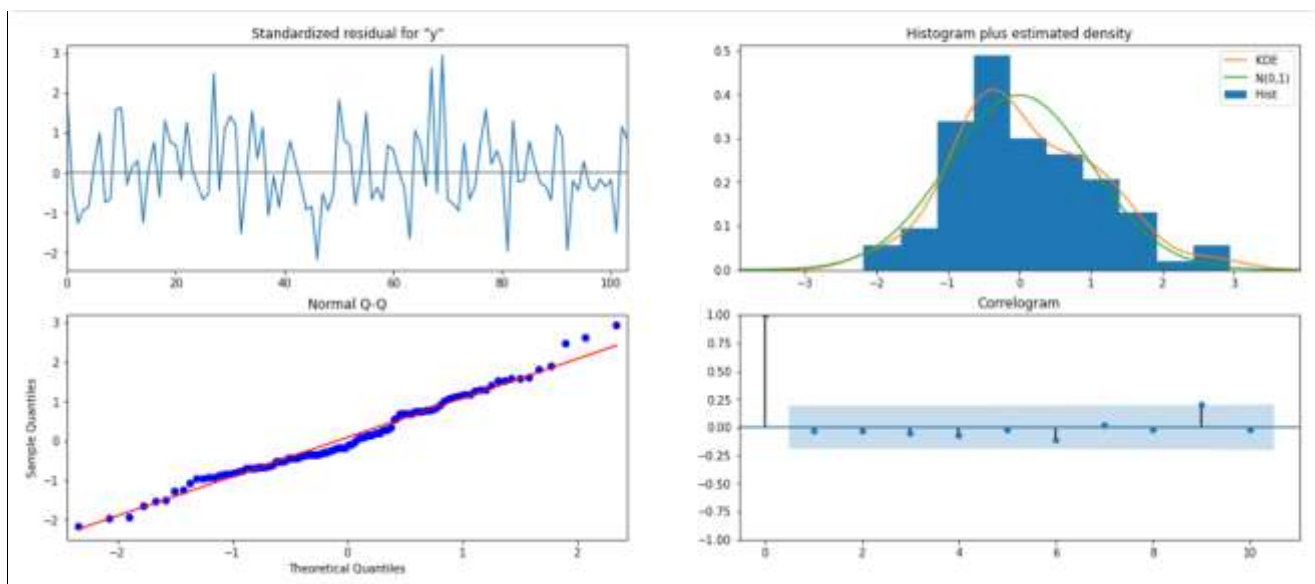 Standardized residual for "y"
3
2
1
0
−1
−2
0 20 40 60 80 100
Histogram plus estimated density
KDE
N(0,1)
Hist
0.5
0.4
0.3
0.2
0.1
0.0
−3 −2 −1 0 1 2 3
Normal Q-Q
Sample Quantiles
3
2
1
0
−1
−2
−2 −1 0 1 2
Theoretical Quantiles
Correlogram
1.00
0.75
0.50
0.25
0.00
−0.25
−0.50
−0.75
−1.00
0 2 4 6 8 10